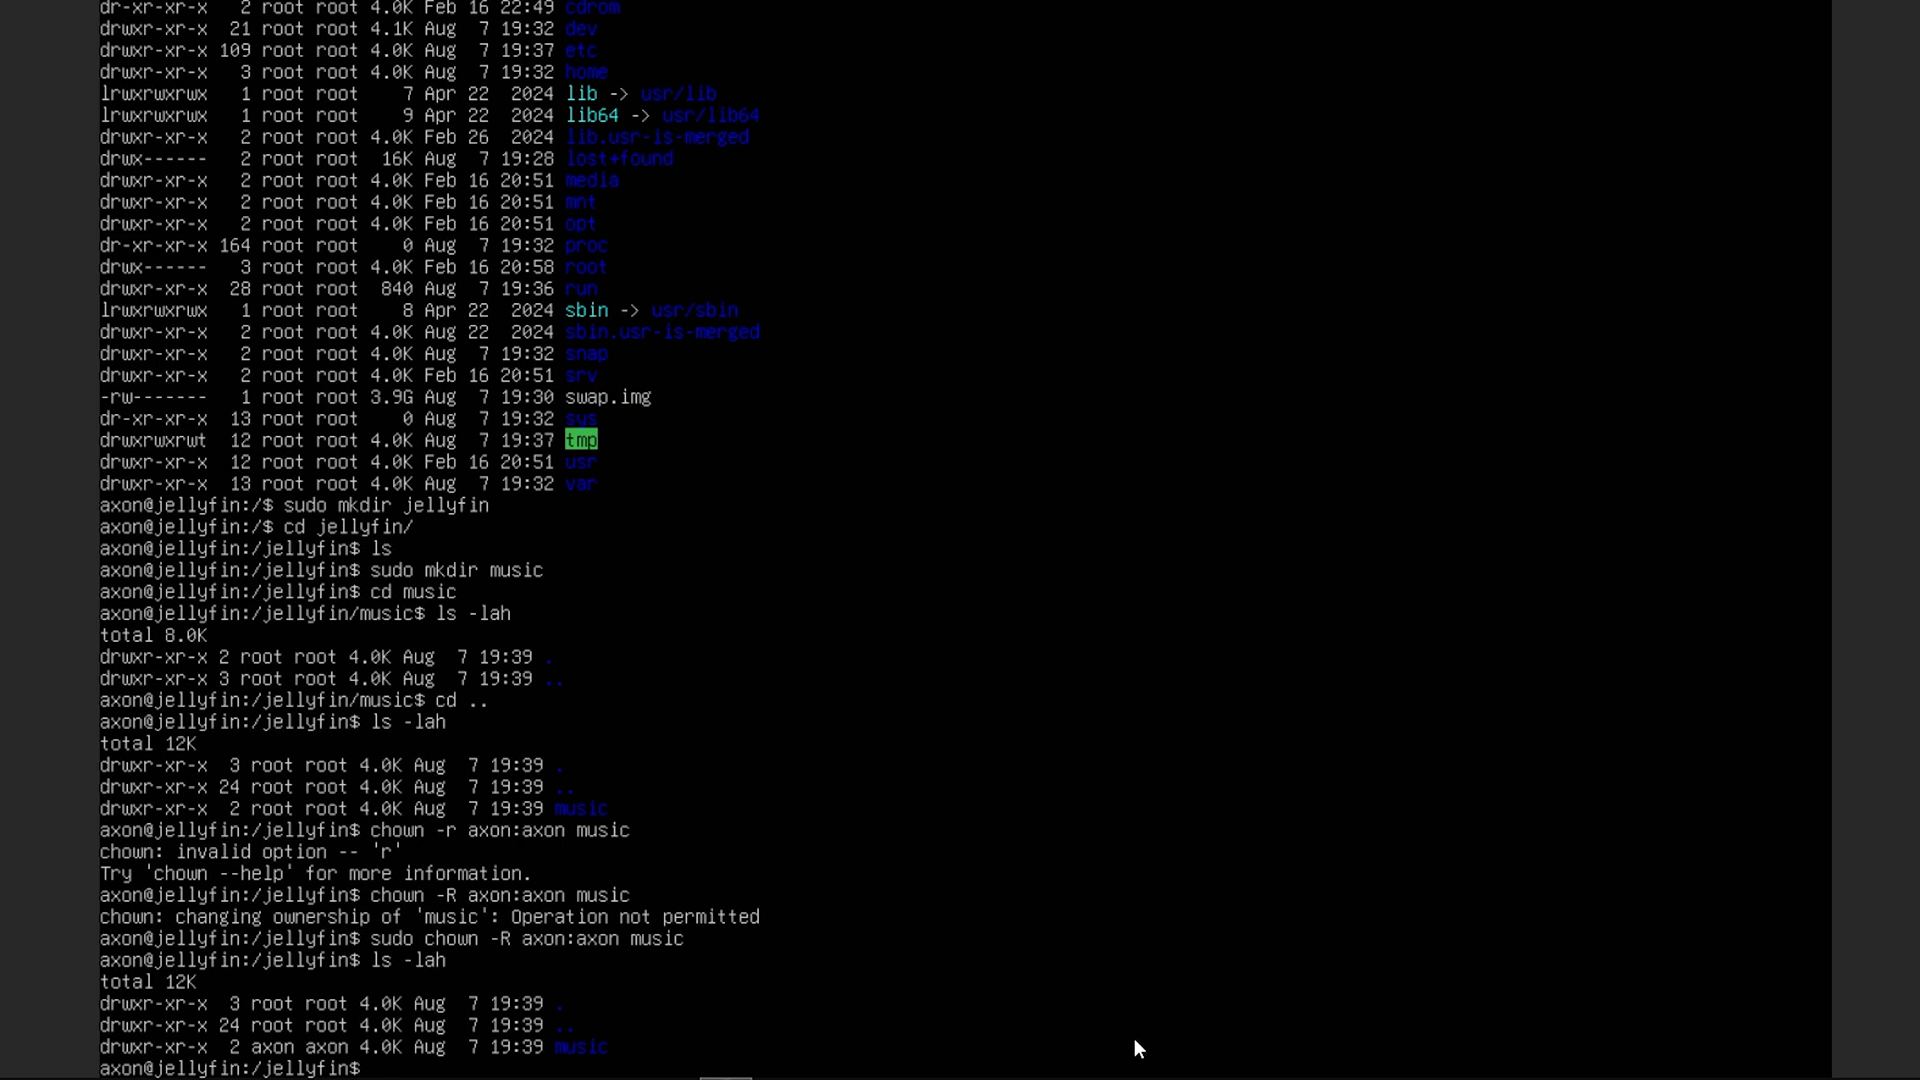 dr-xr-xr-x   2 root root 4.0K Feb 16 22:49 cdrom
drwxr-xr-x  21 root root 4.1K Aug  7 19:32 dev
drwxr-xr-x 109 root root 4.0K Aug  7 19:37 etc
drwxr-xr-x   3 root root 4.0K Aug  7 19:32 home
lrwxrwxrwx   1 root root    7 Apr 22  2024 lib -> usr/lib
lrwxrwxrwx   1 root root    9 Apr 22  2024 lib64 -> usr/lib64
drwxr-xr-x   2 root root 4.0K Feb 26  2024 lib.usr-is-merged
drwx------   2 root root  16K Aug  7 19:28 lost+found
drwxr-xr-x   2 root root 4.0K Feb 16 20:51 media
drwxr-xr-x   2 root root 4.0K Feb 16 20:51 mnt
drwxr-xr-x   2 root root 4.0K Feb 16 20:51 opt
dr-xr-xr-x 164 root root    0 Aug  7 19:32 proc
drwx------   3 root root 4.0K Feb 16 20:58 root
drwxr-xr-x  28 root root  840 Aug  7 19:36 run
lrwxrwxrwx   1 root root    8 Apr 22  2024 sbin -> usr/sbin
drwxr-xr-x   2 root root 4.0K Aug 22  2024 sbin.usr-is-merged
drwxr-xr-x   2 root root 4.0K Aug  7 19:32 snap
drwxr-xr-x   2 root root 4.0K Feb 16 20:51 srv
-rw-------   1 root root 3.9G Aug  7 19:30 swap.img
dr-xr-xr-x  13 root root    0 Aug  7 19:32 sys
drwxrwxrwt  12 root root 4.0K Aug  7 19:37 tmp
drwxr-xr-x  12 root root 4.0K Feb 16 20:51 usr
drwxr-xr-x  13 root root 4.0K Aug  7 19:32 var
axon@jellyfin:/$ sudo mkdir jellyfin
axon@jellyfin:/$ cd jellyfin/
axon@jellyfin:/jellyfin$ ls
axon@jellyfin:/jellyfin$ sudo mkdir music
axon@jellyfin:/jellyfin$ cd music
axon@jellyfin:/jellyfin/music$ ls -lah
total 8.0K
drwxr-xr-x 2 root root 4.0K Aug  7 19:39 .
drwxr-xr-x 3 root root 4.0K Aug  7 19:39 ..
axon@jellyfin:/jellyfin/music$ cd ..
axon@jellyfin:/jellyfin$ ls -lah
total 12K
drwxr-xr-x  3 root root 4.0K Aug  7 19:39 .
drwxr-xr-x 24 root root 4.0K Aug  7 19:39 ..
drwxr-xr-x  2 root root 4.0K Aug  7 19:39 music
axon@jellyfin:/jellyfin$ chown -r axon:axon music
chown: invalid option -- 'r'
Try 'chown --help' for more information.
axon@jellyfin:/jellyfin$ chown -R axon:axon music
chown: changing ownership of 'music': Operation not permitted
axon@jellyfin:/jellyfin$ sudo chown -R axon:axon music
axon@jellyfin:/jellyfin$ ls -lah
total 12K
drwxr-xr-x  3 root root 4.0K Aug  7 19:39 .
drwxr-xr-x 24 root root 4.0K Aug  7 19:39 ..
drwxr-xr-x  2 axon axon 4.0K Aug  7 19:39 music
axon@jellyfin:/jellyfin$